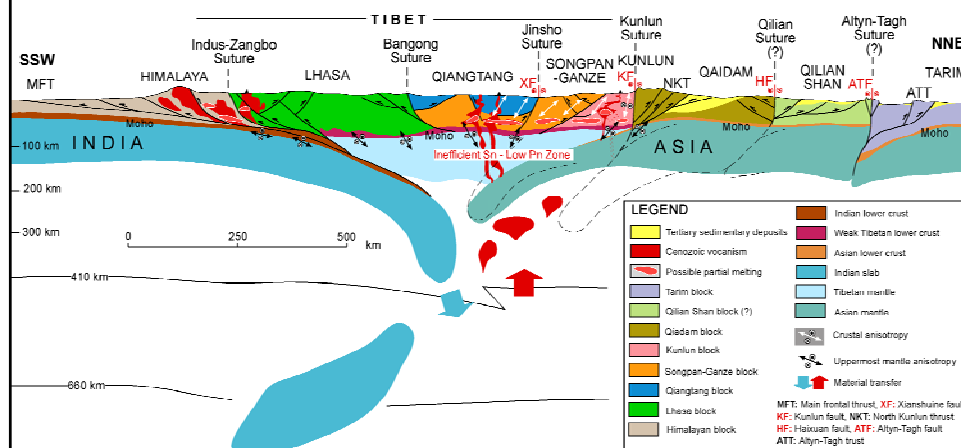 TIBET
SSW
MFT
HIMALAYA
Indus-Zangbo
Suture
LHASA
Bangong
Suture
QIANGTANG
Jinsho
Suture
XF
SONGPAN
-GANZE
Kunlun
Suture
KUNLUN
KF
NKT
QAIDAM
Qilian
Suture
(?)
HF
QILIAN
SHAN
Altyn-Tagh
Suture
(?)
ATF
ATT
NNE
TARIM
Moho
Moho
Moho
Moho
INDIA
ASIA
Inefficient Sn - Low Pn Zone
100 km
200 km
300 km
410 km
660 km
0 250 500 km
LEGEND
Tertiary sedimentary deposits
Cenozoic vocanism
Possible partial melting
Tarim block
Qilian Shan block (?)
Qiadam block
Kunlun block
Songpan-Ganze block
Qiangtang block
Lhasa block
Himalayan block
Indian lower crust
Weak Tibetan lower crust
Asian lower crust
Indian slab
Tibetan mantle
Asian mantle
Crustal anisotropy
Uppermost mantle anisotropy
Material transfer
MFT: Main frontal thrust, XF: Xianshuine faul
KF: Kunlun fault, NKT: North Kunlun thrust
HF: Haixuan fault, ATF: Altyn-Tagh fault
ATT: Altyn-Tagh trust